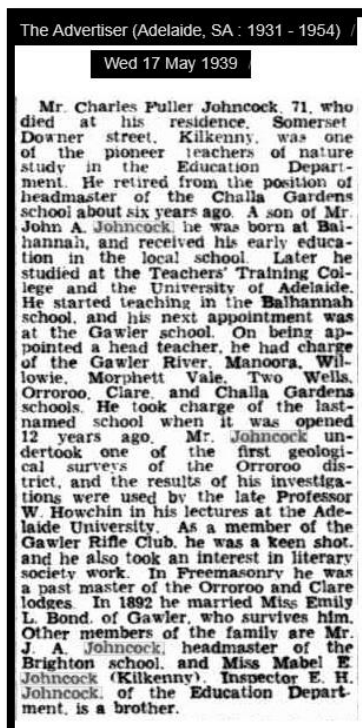 The Advertiser (Adelaide, SA : 1931 - 1954) /
Wed 17 May 1939 /
Mr. Charles Fuller Johncock, 71, who
died at his residence, Somerset
Downer street, Kilkenny, was one
of the pioneer teachers of nature
study in the Education Depart-
ment. He retired from the position of
headmaster of the Challa Gardens
school about six years ago. A son of Mr.
John A. Johncock, he was born at Bal-
hannah, and received his early educa-
tion in the local school. Later he
studied at the Teachers' Training Col-
lege and the University of Adelaide.
He started teaching in the Balhannah
school, and his next appointment was
at the Gawler school. On being ap-
pointed a head teacher, he had charge
of the Gawler River, Manoora, Wil-
lowie, Morphett Vale, Two Wells,
Orroroo, Clare, and Challa Gardens
schools. He took charge of the last-
named school when it was opened
12 years ago. Mr. Johncock un-
dertook one of the first geologi-
cal surveys of the Orroroo dis-
trict, and the results of his investiga-
tions were used by the late Professor
W. Howchin in his lectures at the Ade-
laide University. As a member of the
Gawler Rifle Club, he was a keen shot,
and he also took an interest in literary
society work. In Freemasonry he was
a past master of the Orroroo and Clare
lodges. In 1892 he married Miss Emily
L. Bond, of Gawler, who survives him.
Other members of the family are Mr.
J. A. Johncock, headmaster of the
Brighton school, and Miss Mabel E
Johncock (Kilkenny). Inspector E. H.
Johncock, of the Education Depart-
ment, is a brother.